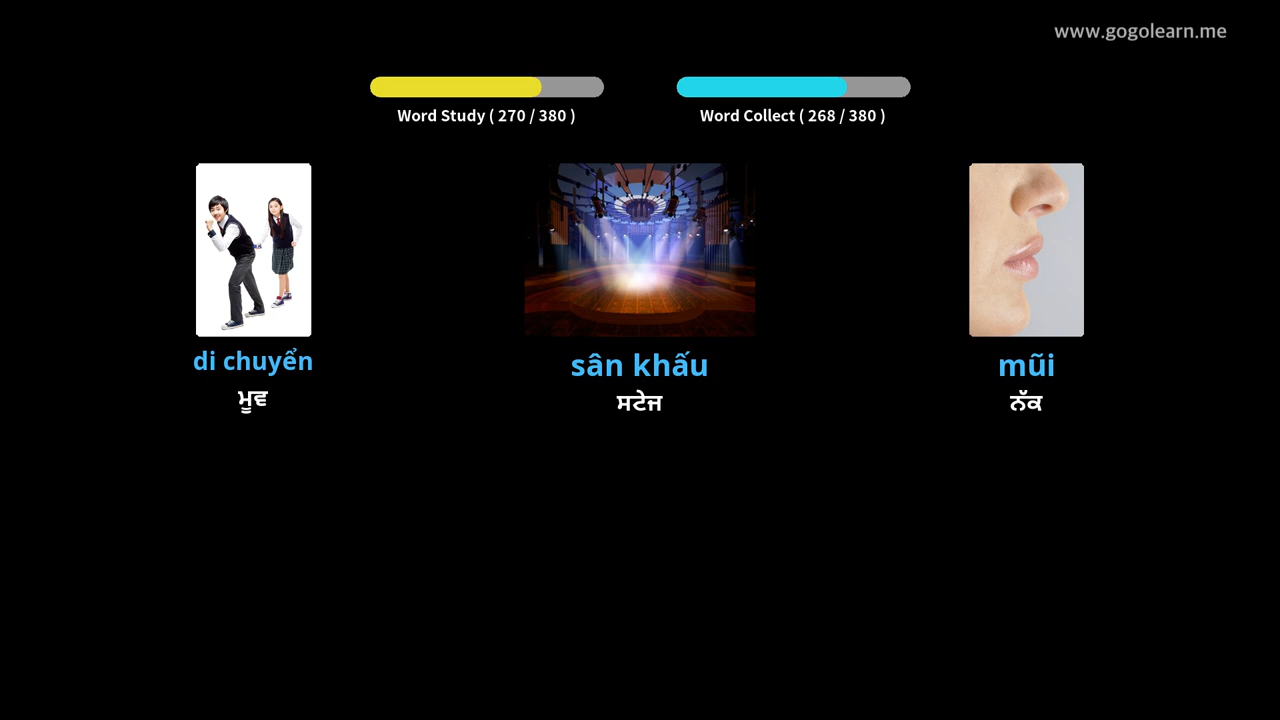 www.gogolearn.me
Word Study ( 270 / 380 )
Word Collect ( 268 / 380 )
di chuyển
ਮੂਵ
sân khấu
ਸਟੇਜ
mũi
ਨੱਕ